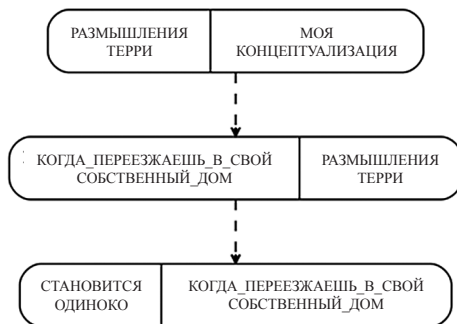 РАЗМЫШЛЕНИЯ ТЕРРИ
МОЯ КОНЦЕПТУАЛИЗАЦИЯ
КОГДА_ПЕРЕЕЗЖАЕШЬ_В_СВОЙ
СОБСТВЕННЫЙ_ДОМ
РАЗМЫШЛЕНИЯ
ТЕРРИ
СТАНОВИТСЯ
ОДИНОКО
КОГДА_ПЕРЕЕЗЖАЕШЬ_В_СВОЙ
СОБСТВЕННЫЙ_ДОМ